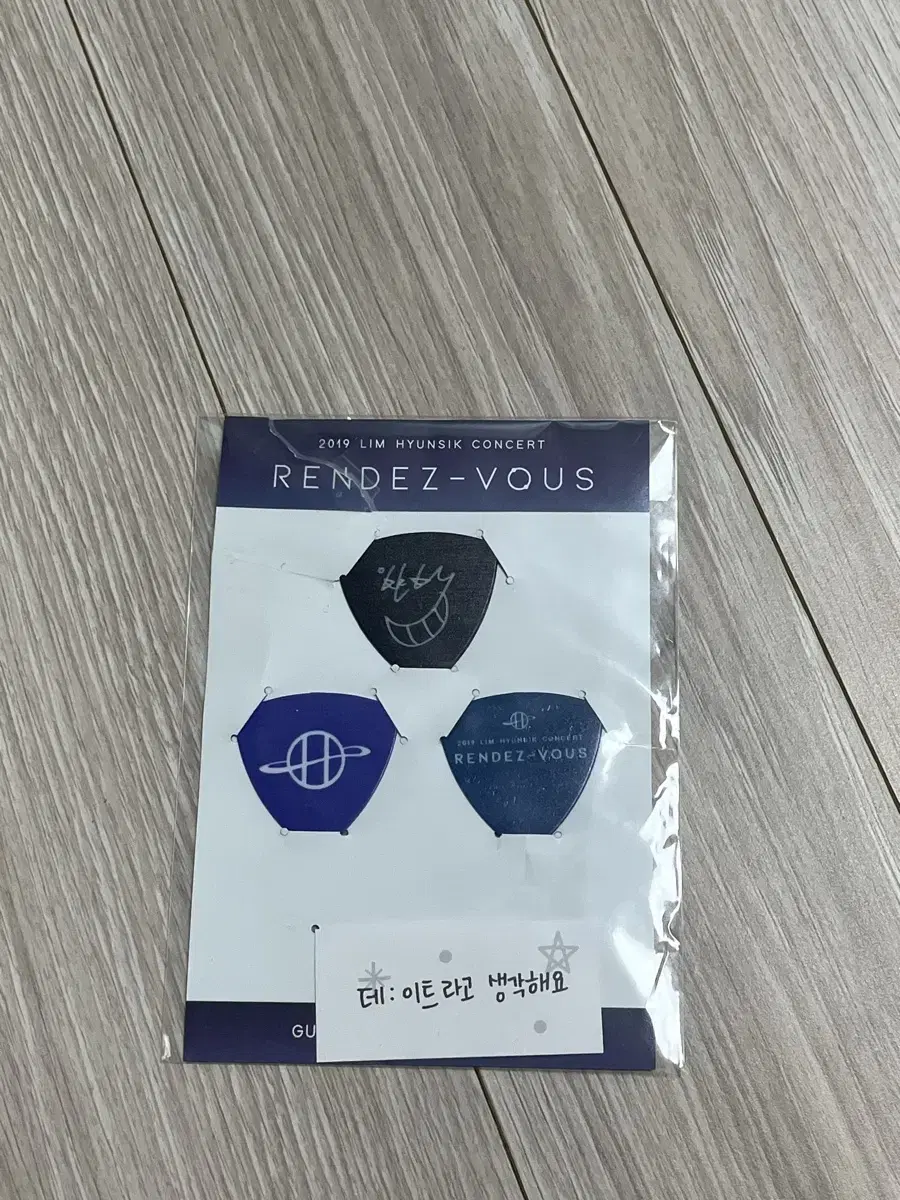 2019 LIM HYUNSIK CONCERT
RENDEZ-VOUS
2019 LIM HYUNSIK CONCERT
RENDEZ-VOUS
데:이트라고 생각해요
GU